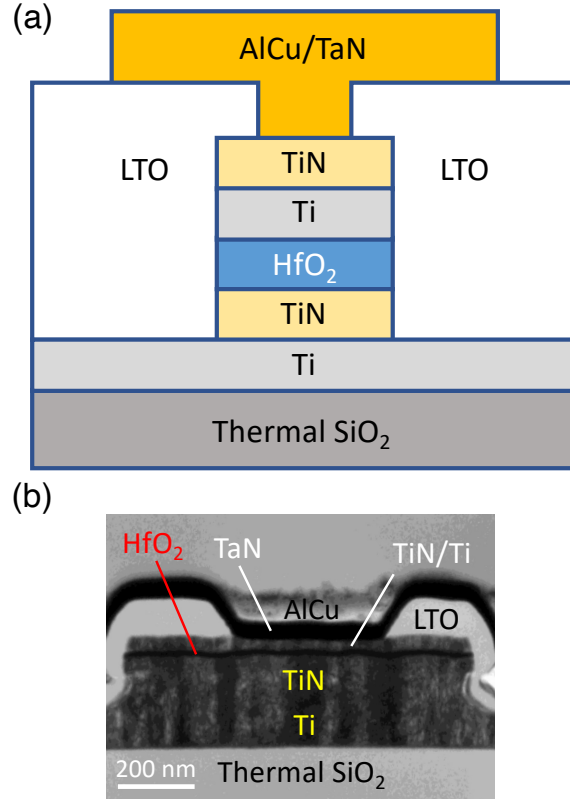 (a)
AlCu/TaN
LTO
TiN
LTO
Ti
HfO₂
TiN
Ti
Thermal SiO₂
(b)
HfO₂
TaN
TiN/Ti
AlCu
LTO
TiN
Ti
200 nm
Thermal SiO₂